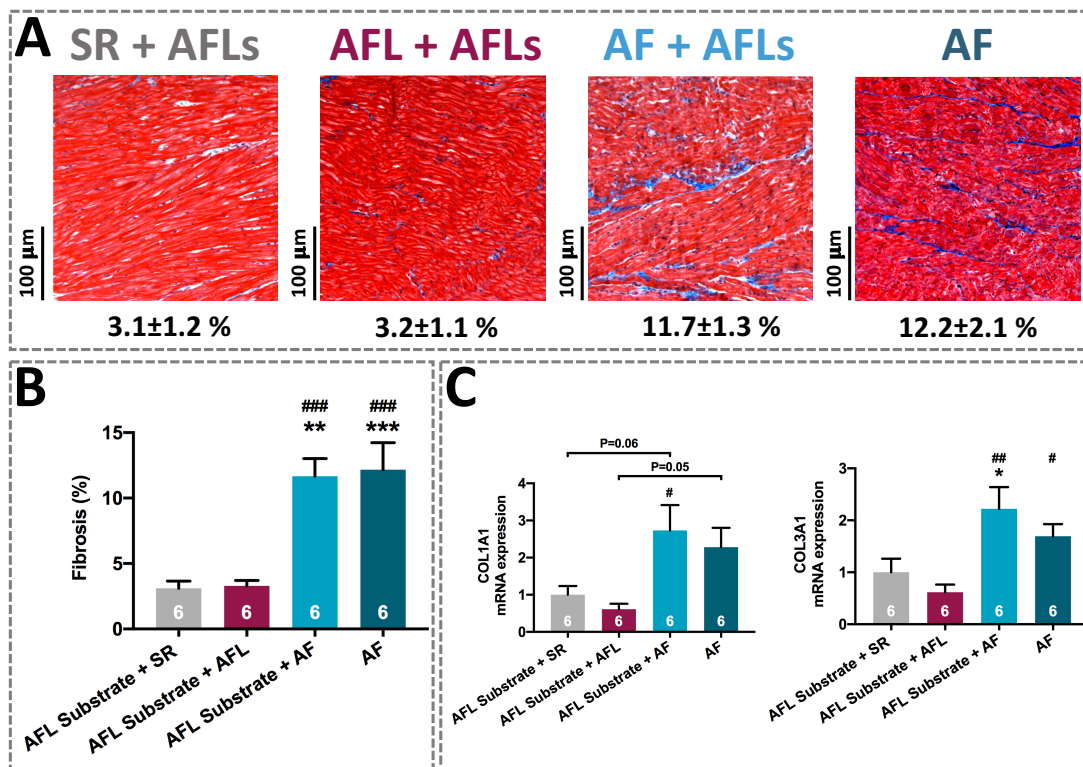 A
SR + AFLs
AFL + AFLs
AF + AFLs
AF
100 µm
100 µm
100 µm
100 µm
3.1±1.2 %
3.2±1.1 %
11.7±1.3 %
12.2±2.1 %
B
Fibrosis (%)
15
10
5
0
###
**
###
***
6
6
6
6
AFL Substrate + SR
AFL Substrate + AFL
AFL Substrate + AF
AF
C
COL1A1
mRNA expression
4
3
2
1
0
P=0.06
P=0.05
#
6
6
6
6
AFL Substrate + SR
AFL Substrate + AFL
AFL Substrate + AF
AF
COL3A1
mRNA expression
3
2
1
0
##
*
#
6
6
6
6
AFL Substrate + SR
AFL Substrate + AFL
AFL Substrate + AF
AF